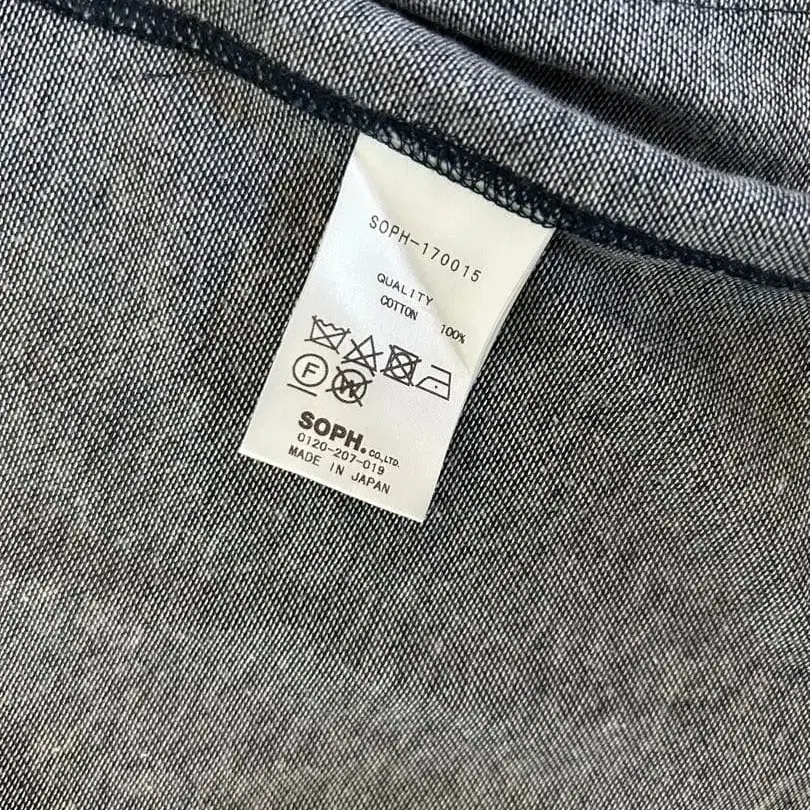 SOPH-170015
QUALITY
COTTON 100%
F W
SOPH. CO.,LTD.
0120-207-019
MADE IN JAPAN